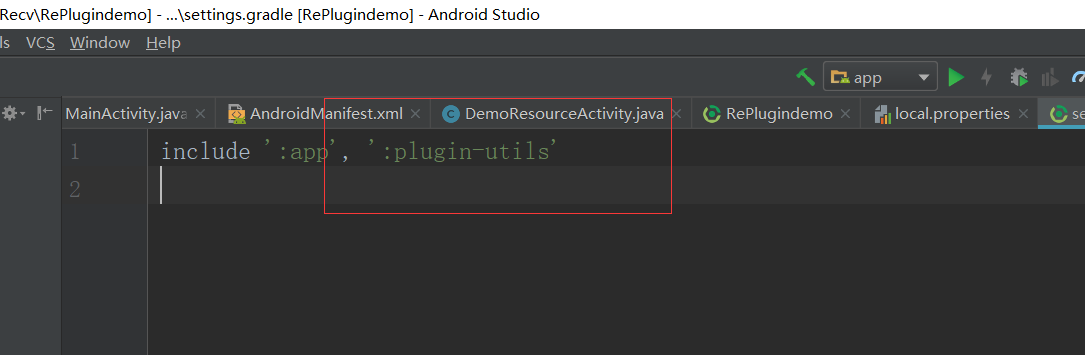 Recv\RePlugindemo] - ...\settings.gradle [RePlugindemo] - Android Studio
ls VCS Window Help
app
MainActivity.java AndroidManifest.xml DemoResourceActivity.java RePlugindemo local.properties se
1 include ':app', ':plugin-utils'
2